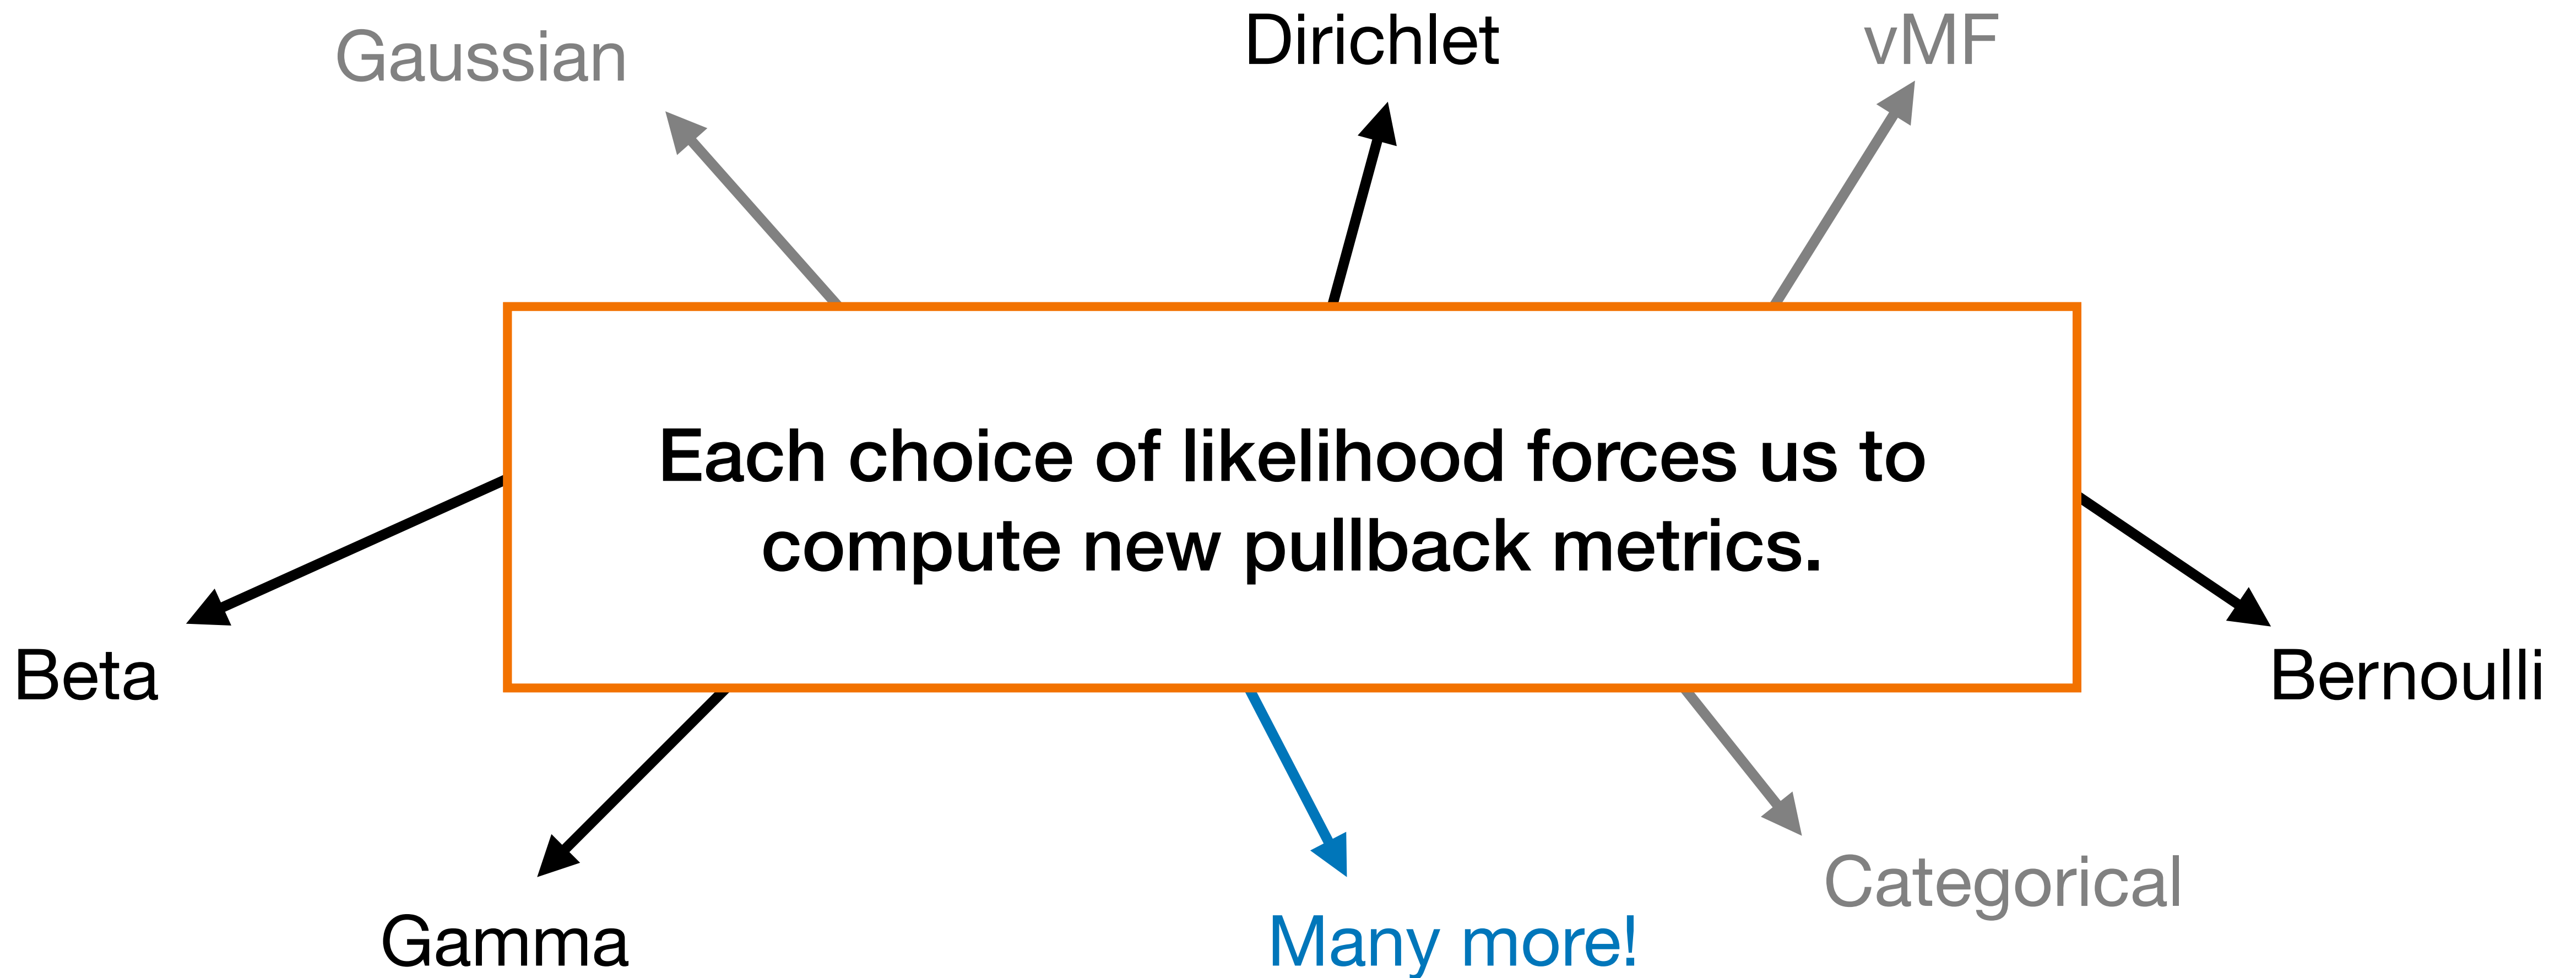 Gaussian
Dirichlet
vMF
Each choice of likelihood forces us to
compute new pullback metrics.
Beta
Bernoulli
Gamma
Many more!
Categorical